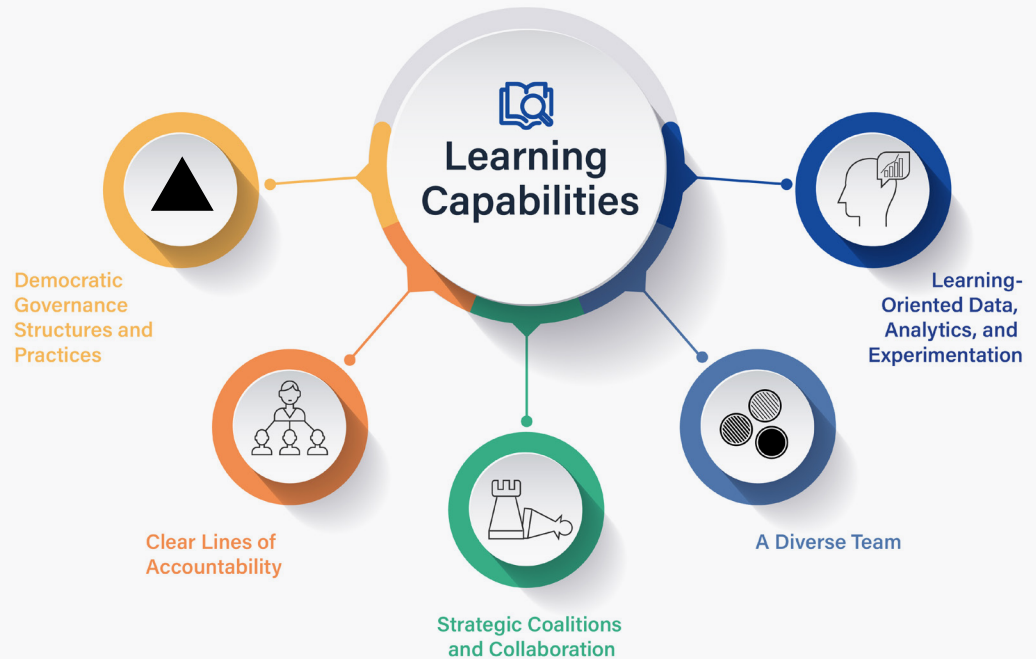 Learning
Capabilities
Democratic
Governance
Structures and
Practices
Learning-
Oriented Data,
Analytics, and
Experimentation
Clear Lines of
Accountability
A Diverse Team
Strategic Coalitions
and Collaboration